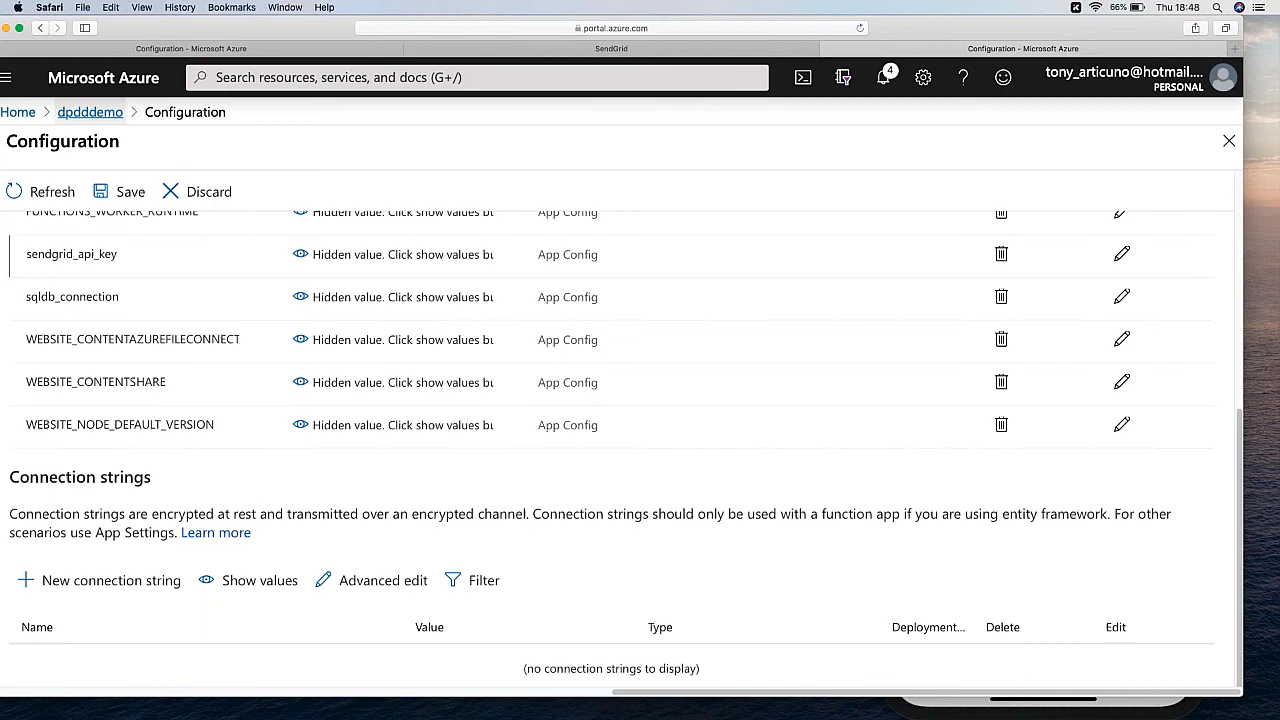 Safari File Edit View History Bookmarks Window Help 66% Thu 18:48
portal.azure.com
Configuration - Microsoft Azure SendGrid Configuration - Microsoft Azure
Microsoft Azure Search resources, services, and docs (G+/) 4 tony_articuno@hotmail....
PERSONAL
Home > dpdddemo > Configuration
Configuration
Refresh Save Discard
FUNCTIONS_WORKER_RUNTIME Hidden value. Click show values bu App Config
sendgrid_api_key Hidden value. Click show values bu App Config
sqldb_connection Hidden value. Click show values bu App Config
WEBSITE_CONTENTAZUREFILECONNECT Hidden value. Click show values bu App Config
WEBSITE_CONTENTSHARE Hidden value. Click show values bu App Config
WEBSITE_NODE_DEFAULT_VERSION Hidden value. Click show values bu App Config
Connection strings
Connection strings are encrypted at rest and transmitted over an encrypted channel. Connection strings should only be used with a function app if you are using entity framework. For other
scenarios use App Settings. Learn more
New connection string Show values Advanced edit Filter
Name Value Type Deployment... Delete Edit
(no connection strings to display)